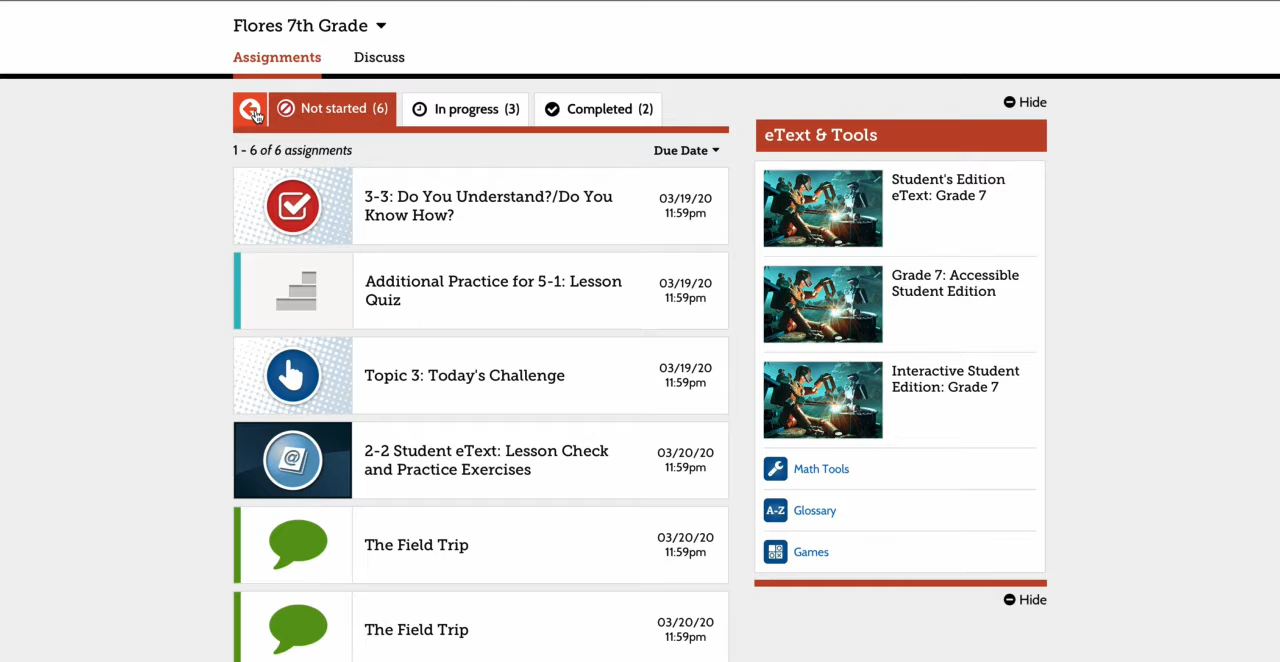 Flores 7th Grade
Assignments Discuss
Not started (6) In progress (3) Completed (2)
1 - 6 of 6 assignments Due Date
3-3: Do You Understand?/Do You
Know How?
03/19/20
11:59pm
Additional Practice for 5-1: Lesson
Quiz
03/19/20
11:59pm
Topic 3: Today's Challenge
03/19/20
11:59pm
@
2-2 Student eText: Lesson Check
and Practice Exercises
03/20/20
11:59pm
The Field Trip
03/20/20
11:59pm
The Field Trip
03/20/20
11:59pm
Hide
eText & Tools
Student's Edition
eText: Grade 7
Grade 7: Accessible
Student Edition
Interactive Student
Edition: Grade 7
Math Tools
A-Z Glossary
Games
Hide